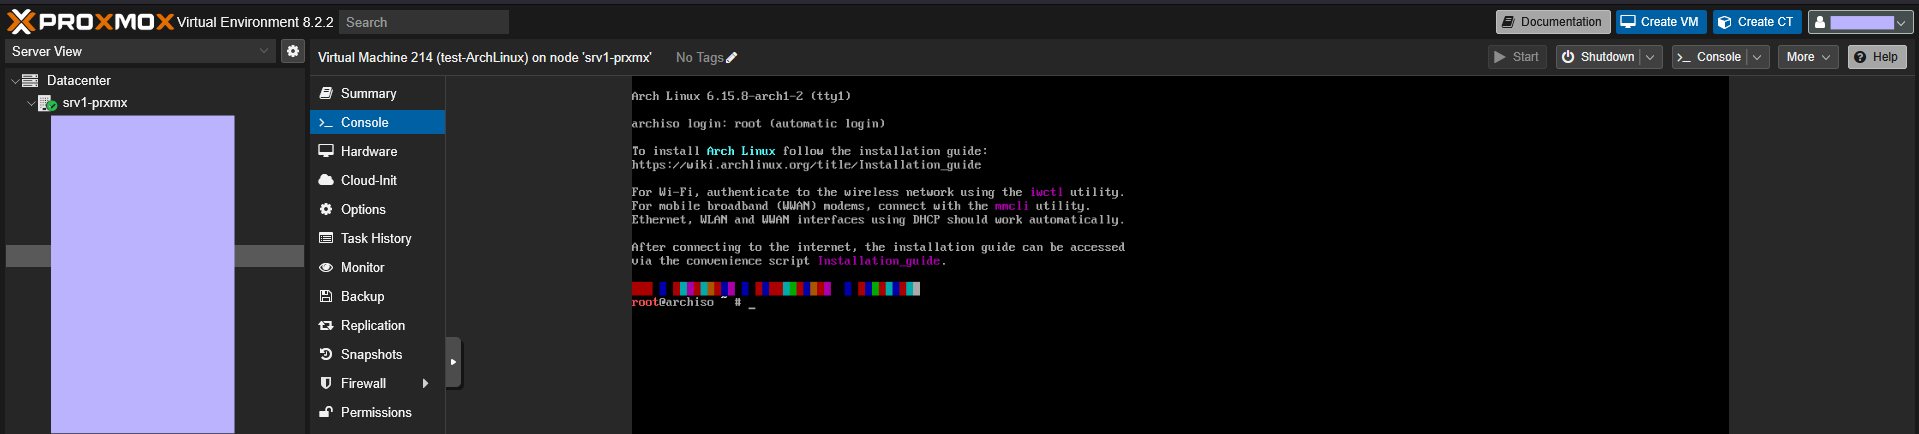 PROXMOX Virtual Environment 8.2.2 Search Documentation Create VM Create CT
Server View
Datacenter
srv1-prxmx
Virtual Machine 214 (test-ArchLinux) on node 'srv1-prxmx' No Tags Start Shutdown Console More Help
Summary
Console
Hardware
Cloud-Init
Options
Task History
Monitor
Backup
Replication
Snapshots
Firewall
Permissions
Arch Linux 6.15.8-arch1-2 (tty1)
archiso login: root (automatic login)
To install Arch Linux follow the installation guide:
https://wiki.archlinux.org/title/Installation_guide
For Wi-Fi, authenticate to the wireless network using the iwctl utility.
For mobile broadband (WWAN) modems, connect with the mmcli utility.
Ethernet, WLAN and WWAN interfaces using DHCP should work automatically.
After connecting to the internet, the installation guide can be accessed
via the convenience script Installation_guide.
root@archiso ~ # _